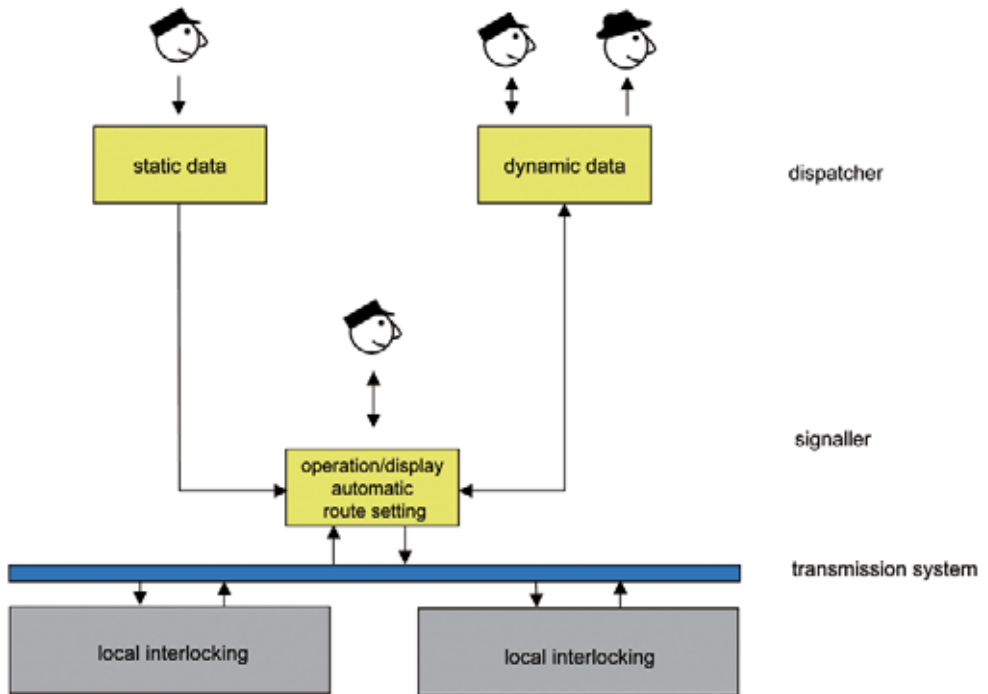 static data
dynamic data
dispatcher
signaller
operation/display
automatic
route setting
transmission system
local interlocking
local interlocking